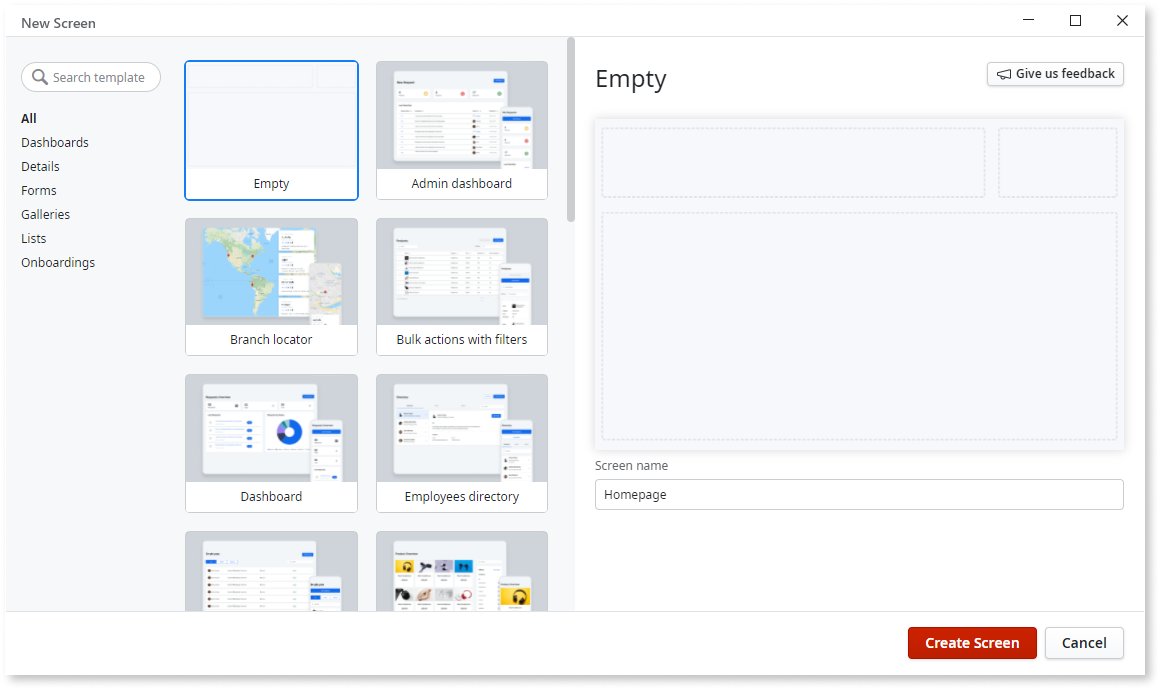 New Screen
Search template
All
Dashboards
Details
Forms
Galleries
Lists
Onboardings
Empty
Admin dashboard
Branch locator
Bulk actions with filters
Dashboard
Employees directory
Empty
Give us feedback
Screen name
Homepage
Create Screen
Cancel